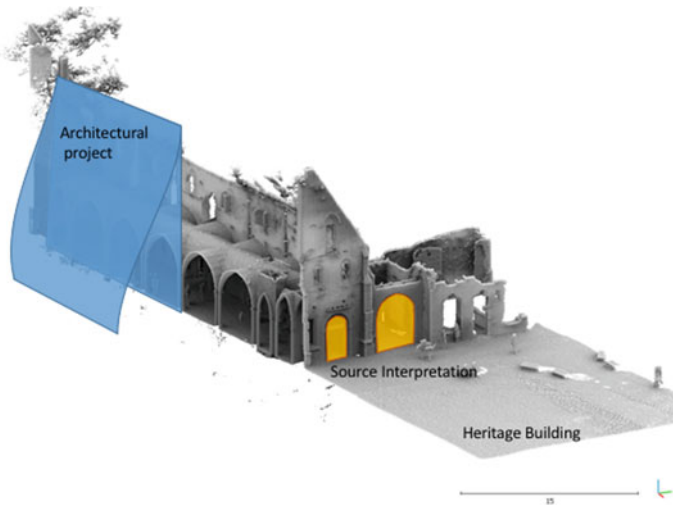 Architectural
project
Source Interpretation
Heritage Building
15